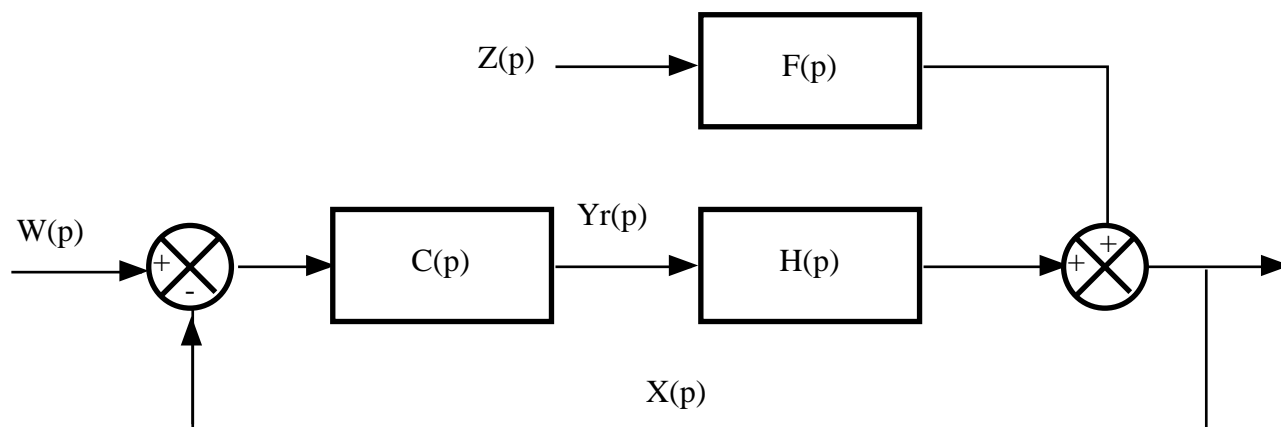 Z(p) F(p)
W(p) + - C(p) Yr(p) H(p) + +
X(p)